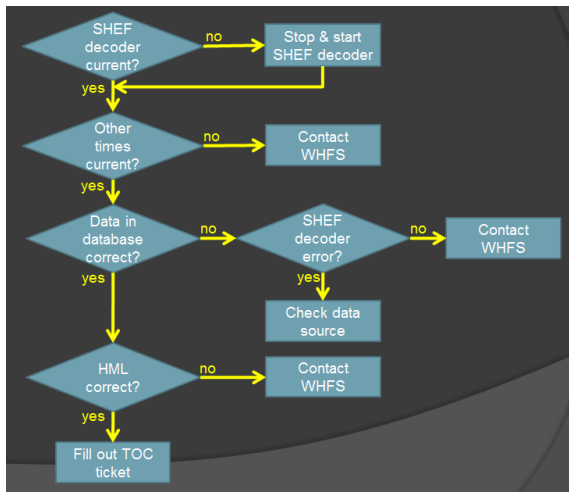 SHEF
decoder
current?
no
Stop & start
SHEF decoder
yes
Other
times
current?
no
Contact
WHFS
yes
Data in
database
correct?
no
SHEF
decoder
error?
no
Contact
WHFS
yes
yes
Check data
source
HML
correct?
no
Contact
WHFS
yes
Fill out TOC
ticket